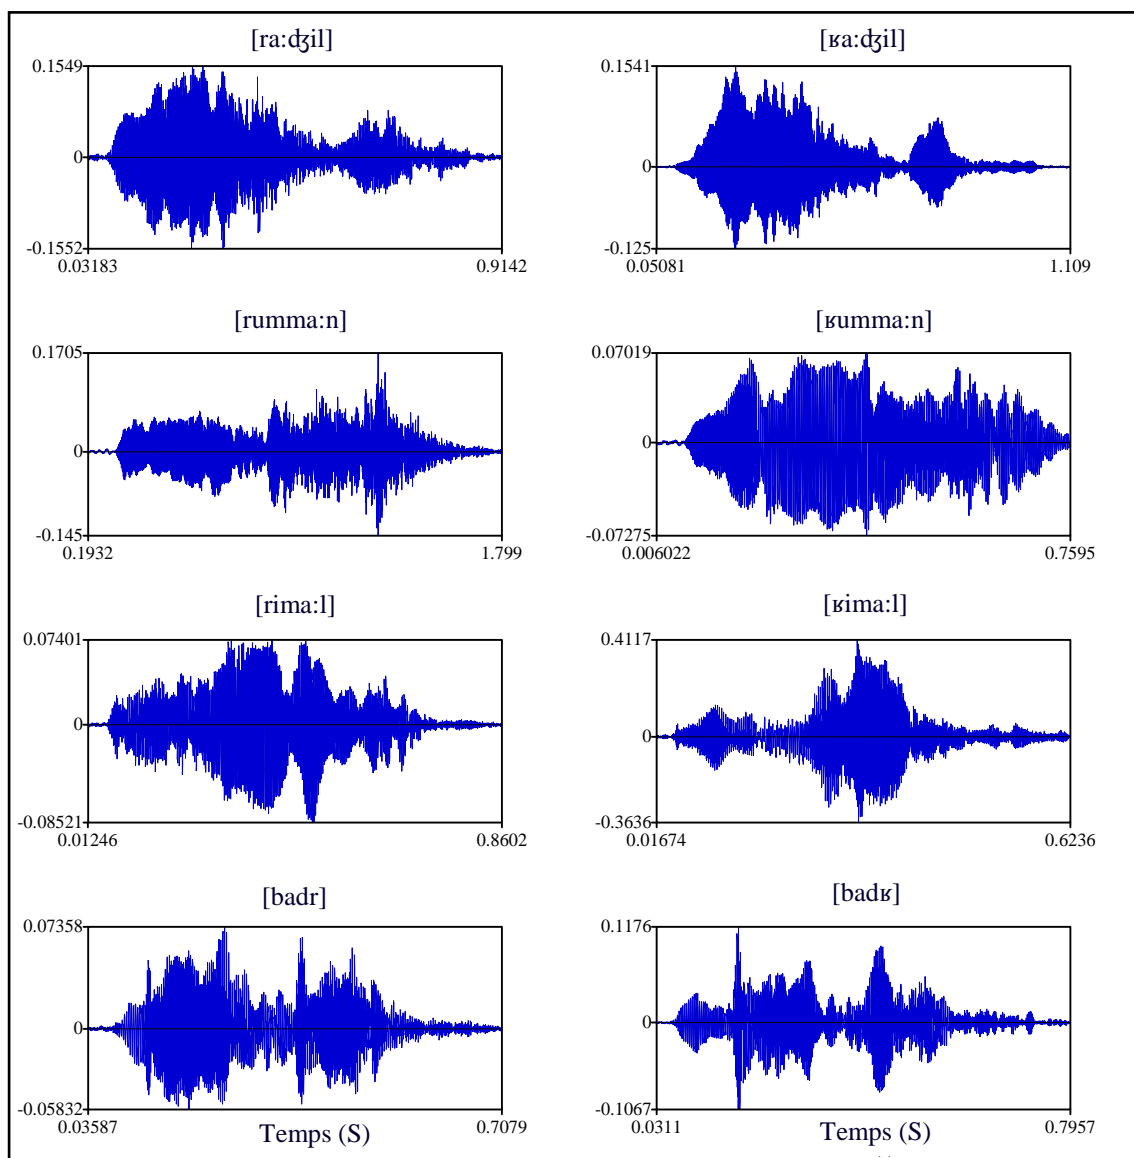 [ra:ʤil] [ʁa:ʤil]
0.1549 0.1541
0 0
-0.1552 -0.125
0.03183 0.9142 0.05081 1.109
[rumma:n] [ʁumma:n]
0.1705 0.07019
0 0
-0.145 -0.07275
0.1932 1.799 0.006022 0.7595
[rima:l] [ʁima:l]
0.07401 0.4117
0 0
-0.08521 -0.3636
0.01246 0.8602 0.01674 0.6236
[badr] [badʁ]
0.07358 0.1176
0 0
-0.05832 -0.1067
0.03587 0.7079 0.0311 0.7957
Temps (S) Temps (S)